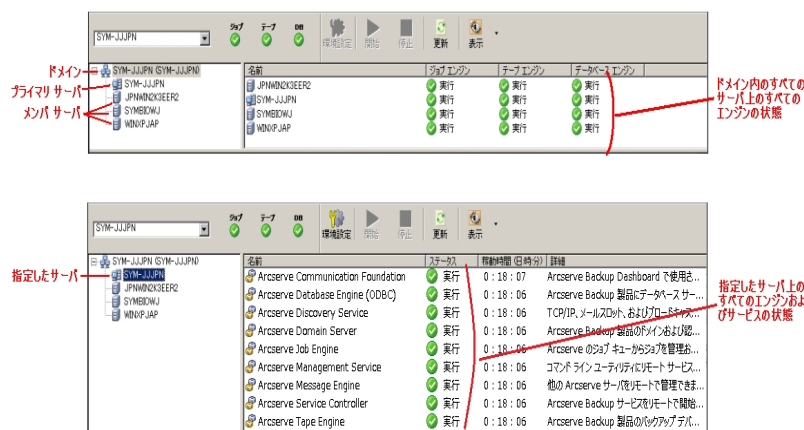 ジョブ テープ DB
SYM-JJJPN
環境設定 開始 停止 更新 表示
ドメイン
プライマリ サーバ
メンバ サーバ
SYM-JJJPN (SYM-JJJPN)
SYM-JJJPN
JPNWIN2K3EER2
SYMBIOWJ
WINXPJAP
名前 ジョブ エンジン テープ エンジン データベース エンジン
JPNWIN2K3EER2 実行 実行 実行
SYM-JJJPN 実行 実行 実行
SYMBIOWJ 実行 実行 実行
WINXPJAP 実行 実行 実行
ドメイン内のすべての
サーバ上のすべての
エンジンの状態
ジョブ テープ DB
SYM-JJJPN
環境設定 開始 停止 更新 表示
指定したサーバ
SYM-JJJPN (SYM-JJJPN)
SYM-JJJPN
JPNWIN2K3EER2
SYMBIOWJ
WINXPJAP
名前 ステータス 稼動時間(日:時:分) 詳細
Arcserve Communication Foundation 実行 0 : 18 : 07 Arcserve Backup Dashboard で使用さ...
Arcserve Database Engine (ODBC) 実行 0 : 18 : 06 Arcserve Backup 製品にデータベース サー...
Arcserve Discovery Service 実行 0 : 18 : 06 TCP/IP、メールスロット、およびブロードキャス...
Arcserve Domain Server 実行 0 : 18 : 06 Arcserve Backup 製品のドメインおよび認...
Arcserve Job Engine 実行 0 : 18 : 06 Arcserve のジョブ キューからジョブを管理お...
Arcserve Management Service 実行 0 : 18 : 06 コマンド ライン ユーティリティにリモート サービス...
Arcserve Message Engine 実行 0 : 18 : 06 他の Arcserve サーバをリモートで管理できま...
Arcserve Service Controller 実行 0 : 18 : 06 Arcserve Backup サービスをリモートで開始...
Arcserve Tape Engine 実行 0 : 18 : 06 Arcserve Backup 製品のバックアップ デバ...
指定したサーバ上の
すべてのエンジンおよ
びサービスの状態